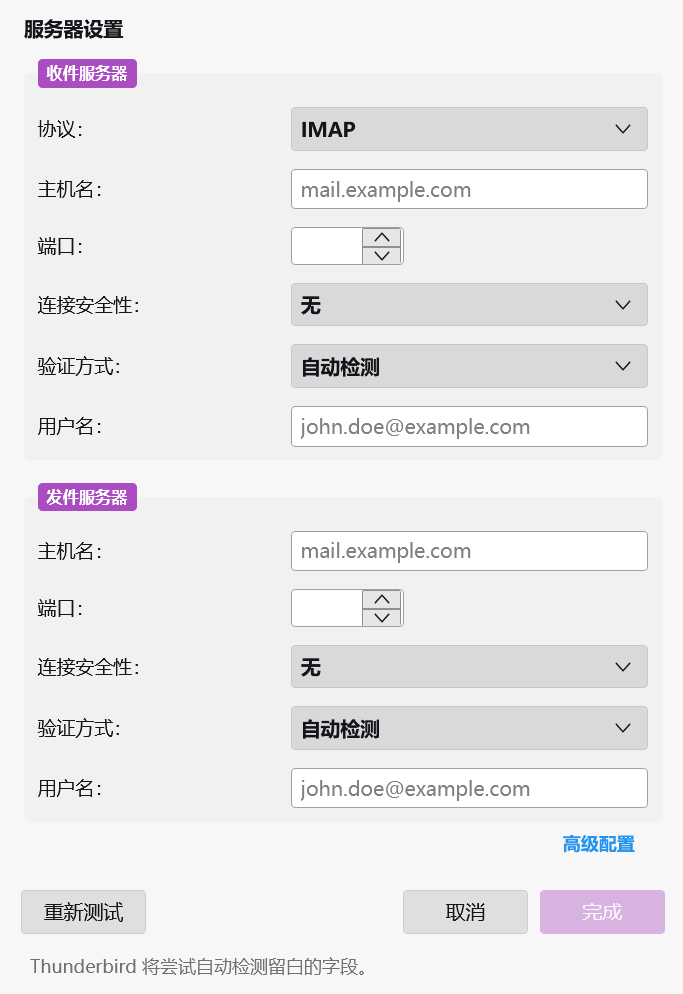 服务器设置
收件服务器
协议：
IMAP
主机名：
mail.example.com
端口：
连接安全性：
无
验证方式：
自动检测
用户名：
john.doe@example.com
发件服务器
主机名：
mail.example.com
端口：
连接安全性：
无
验证方式：
自动检测
用户名：
john.doe@example.com
高级配置
重新测试
取消
完成
Thunderbird 将尝试自动检测留白的字段。